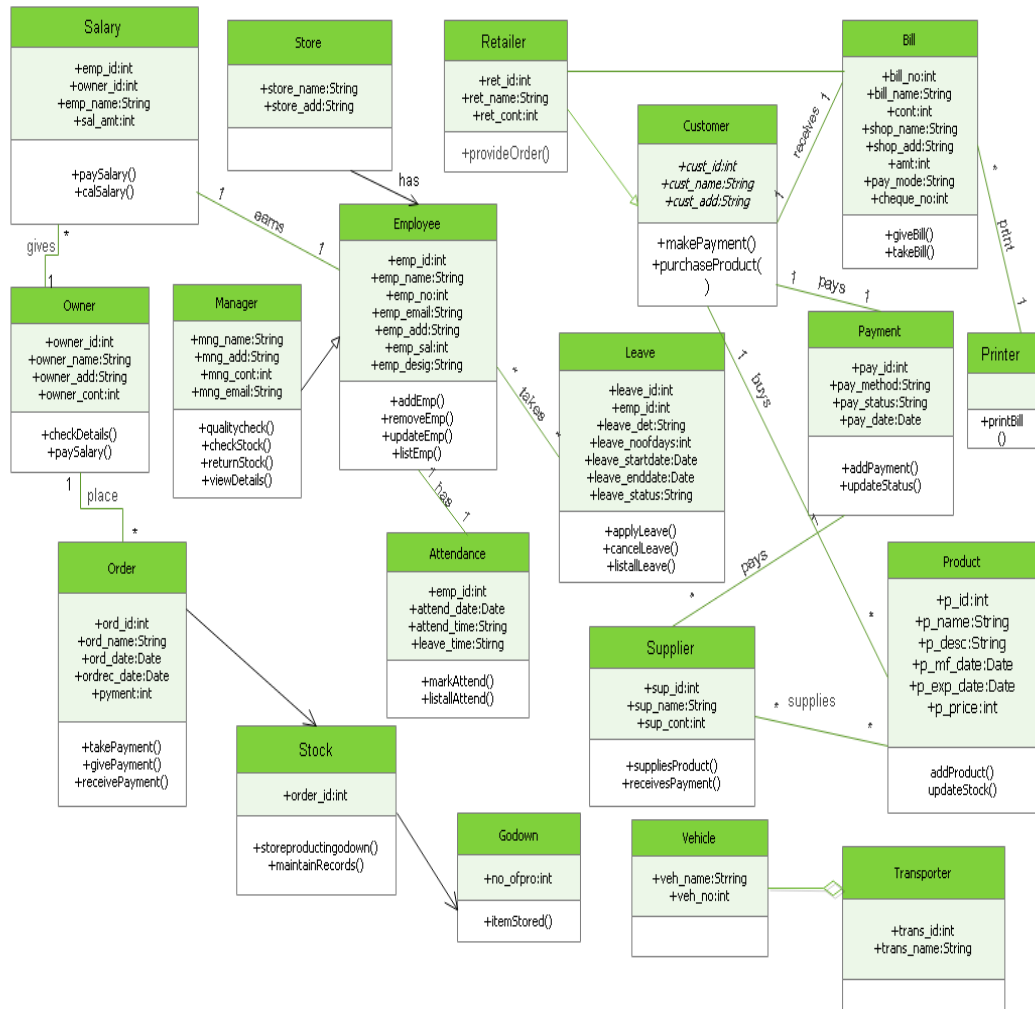 Salary
+emp_id:int
+owner_id:int
+emp_name:String
+sal_amt:int
+paySalary()
+calSalary()
Store
+store_name:String
+store_add:String
Retailer
+ret_id:int
+ret_name:String
+ret_cont:int
+provideOrder()
Bill
+bill_no:int
+bill_name:String
+cont:int
+shop_name:String
+shop_add:String
+amt:int
+pay_mode:String
+cheque_no:int
+giveBill()
+takeBill()
Customer
+cust_id:int
+cust_name:String
+cust_add:String
+makePayment()
+purchaseProduct(
)
1
receives
1
has
1
earns
1
*
gives
1
*
print
1
1
pays
1
Employee
+emp_id:int
+emp_name:String
+emp_no:int
+emp_email:String
+emp_add:String
+emp_sal:int
+emp_desig:String
+addEmp()
+removeEmp()
+updateEmp()
+listEmp()
Owner
+owner_id:int
+owner_name:String
+owner_add:String
+owner_cont:int
+checkDetails()
+paySalary()
Manager
+mng_name:String
+mng_add:String
+mng_cont:int
+mng_email:String
+qualitycheck()
+checkStock()
+returnStock()
+viewDetails()
Leave
+leave_id:int
+emp_id:int
+leave_det:String
+leave_noofdays:int
+leave_startdate:Date
+leave_enddate:Date
+leave_status:String
+applyLeave()
+cancelLeave()
+listallLeave()
Payment
+pay_id:int
+pay_method:String
+pay_status:String
+pay_date:Date
+addPayment()
+updateStatus()
Printer
+printBill
()
*
takes
*
1
buys
*
1
has
1
1
place
*
1
pays
*
Order
+ord_id:int
+ord_name:String
+ord_date:Date
+ordrec_date:Date
+pyment:int
+takePayment()
+givePayment()
+receivePayment()
Attendance
+emp_id:int
+attend_date:Date
+attend_time:String
+leave_time:Stirng
+markAttend()
+listallAttend()
Supplier
+sup_id:int
+sup_name:String
+sup_cont:int
+suppliesProduct()
+receivesPayment()
*
supplies
*
Product
+p_id:int
+p_name:String
+p_desc:String
+p_mf_date:Date
+p_exp_date:Date
+p_price:int
addProduct()
updateStock()
Stock
+order_id:int
+storeproductingodown()
+maintainRecords()
Godown
+no_ofpro:int
+itemStored()
Vehicle
+veh_name:Strring
+veh_no:int
Transporter
+trans_id:int
+trans_name:String